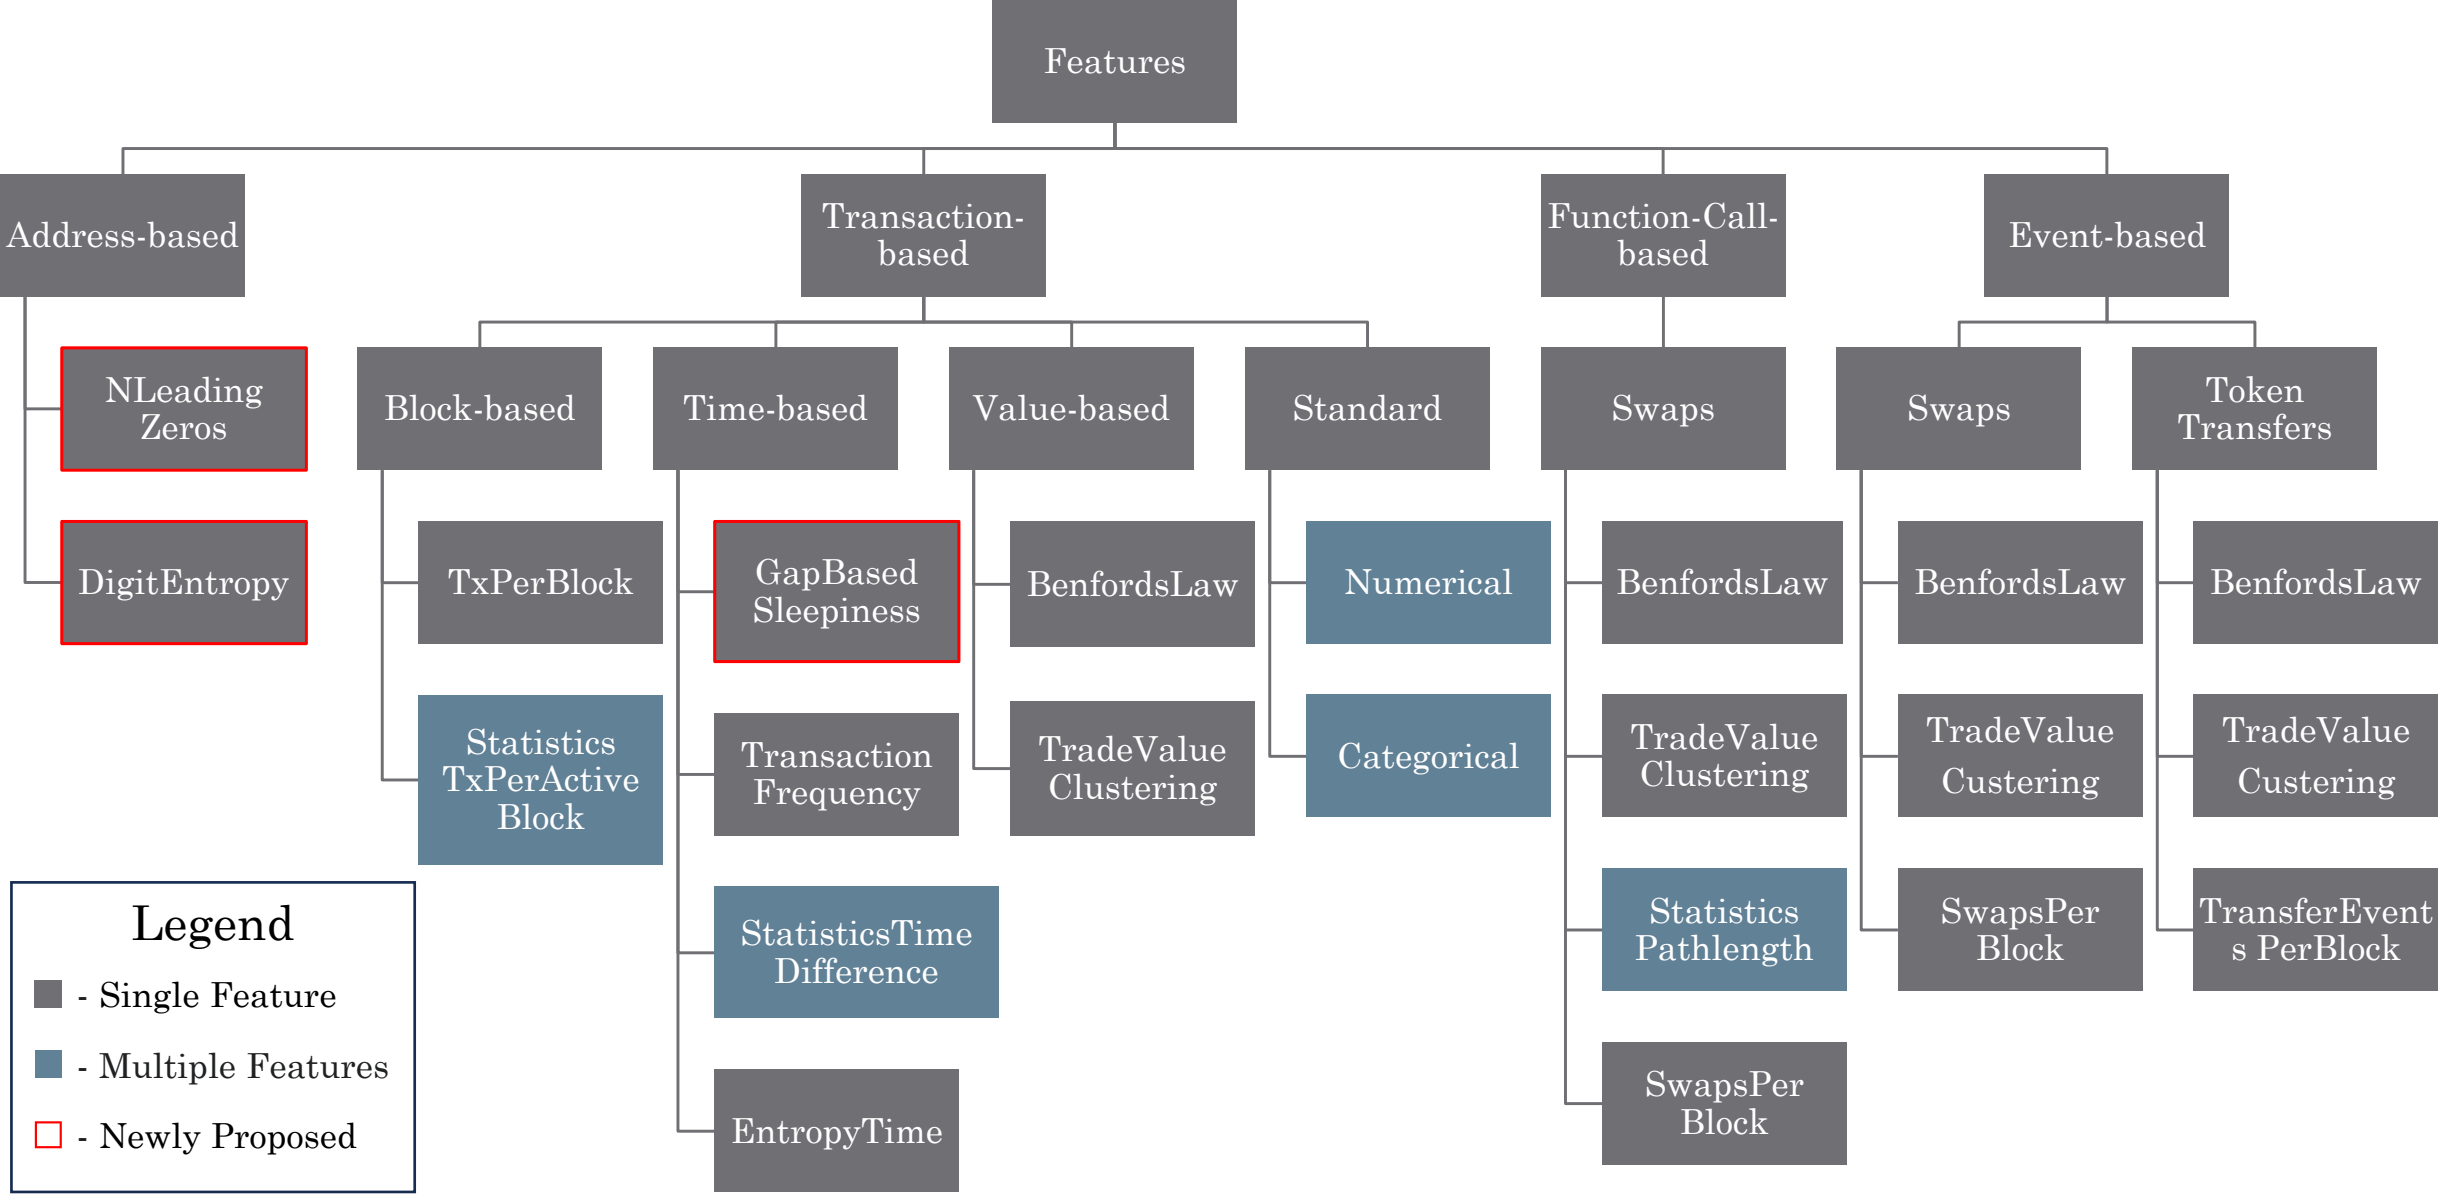 Features
Address-based
Transaction-
based
Function-Call-
based
Event-based
NLeading
Zeros
DigitEntropy
Block-based
TxPerBlock
Statistics
TxPerActive
Block
Time-based
GapBased
Sleepiness
Transaction
Frequency
StatisticsTime
Difference
EntropyTime
Value-based
BenfordsLaw
TradeValue
Clustering
Standard
Numerical
Categorical
Swaps
BenfordsLaw
TradeValue
Clustering
Statistics
Pathlength
SwapsPer
Block
Swaps
BenfordsLaw
TradeValue
Custering
SwapsPer
Block
Token
Transfers
BenfordsLaw
TradeValue
Custering
TransferEvent
s PerBlock
Legend
- Single Feature
- Multiple Features
- Newly Proposed